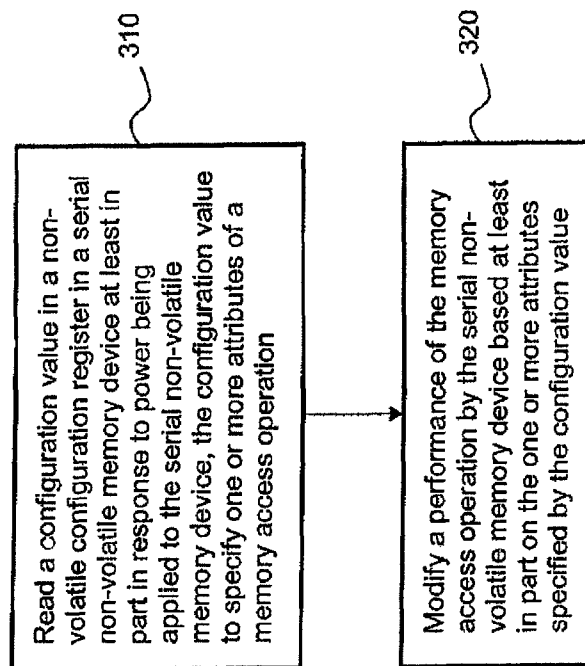 310
Read a configuration value in a non-
volatile configuration register in a serial
non-volatile memory device at least in
part in response to power being
applied to the serial non-volatile
memory device, the configuration value
to specify one or more attributes of a
memory access operation
320
Modify a performance of the memory
access operation by the serial non-
volatile memory device based at least
in part on the one or more attributes
specified by the configuration value